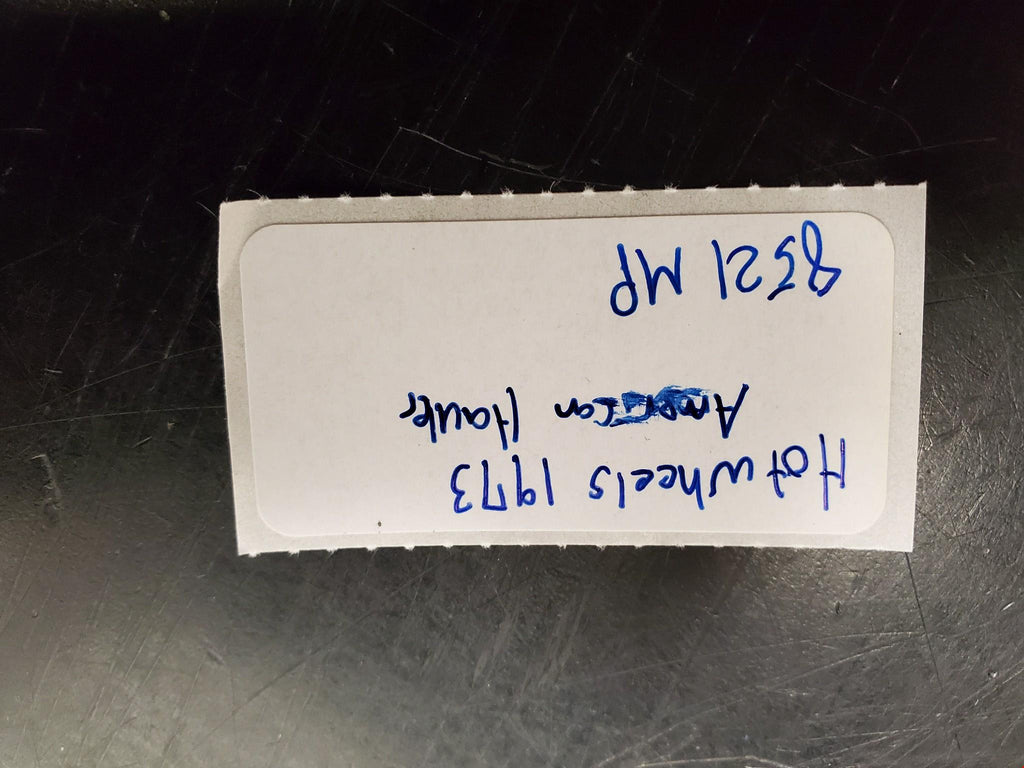 Hot wheels 1973
American Hauler
8521 MP